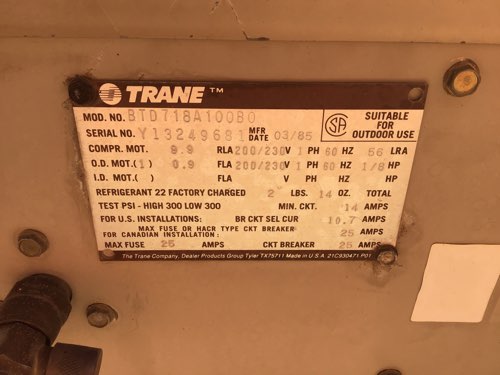 TRANE™
MOD. NO. BTD718A100B0
SERIAL NO. Y13249681 MFR DATE 03/85
SUITABLE FOR OUTDOOR USE
COMPR. MOT. 9.9 RLA 200/230 V 1 PH 60 HZ 56 LRA
O.D. MOT.(1) 0.9 FLA 200/230 V 1 PH 60 HZ 1/8 HP
I.D. MOT.( ) FLA V PH HZ HP
REFRIGERANT 22 FACTORY CHARGED 2 LBS. 14 OZ. TOTAL
TEST PSI - HIGH 300 LOW 300 MIN. CKT. 14 AMPS
FOR U.S. INSTALLATIONS: BR CKT SEL CUR 10.7 AMPS
MAX FUSE or HACR TYPE CKT BREAKER 25 AMPS
FOR CANADIAN INSTALLATION:
MAX FUSE 25 AMPS CKT BREAKER 25 AMPS
The Trane Company, Dealer Products Group Tyler TX75711 Made in U.S.A. 21C930471 P01